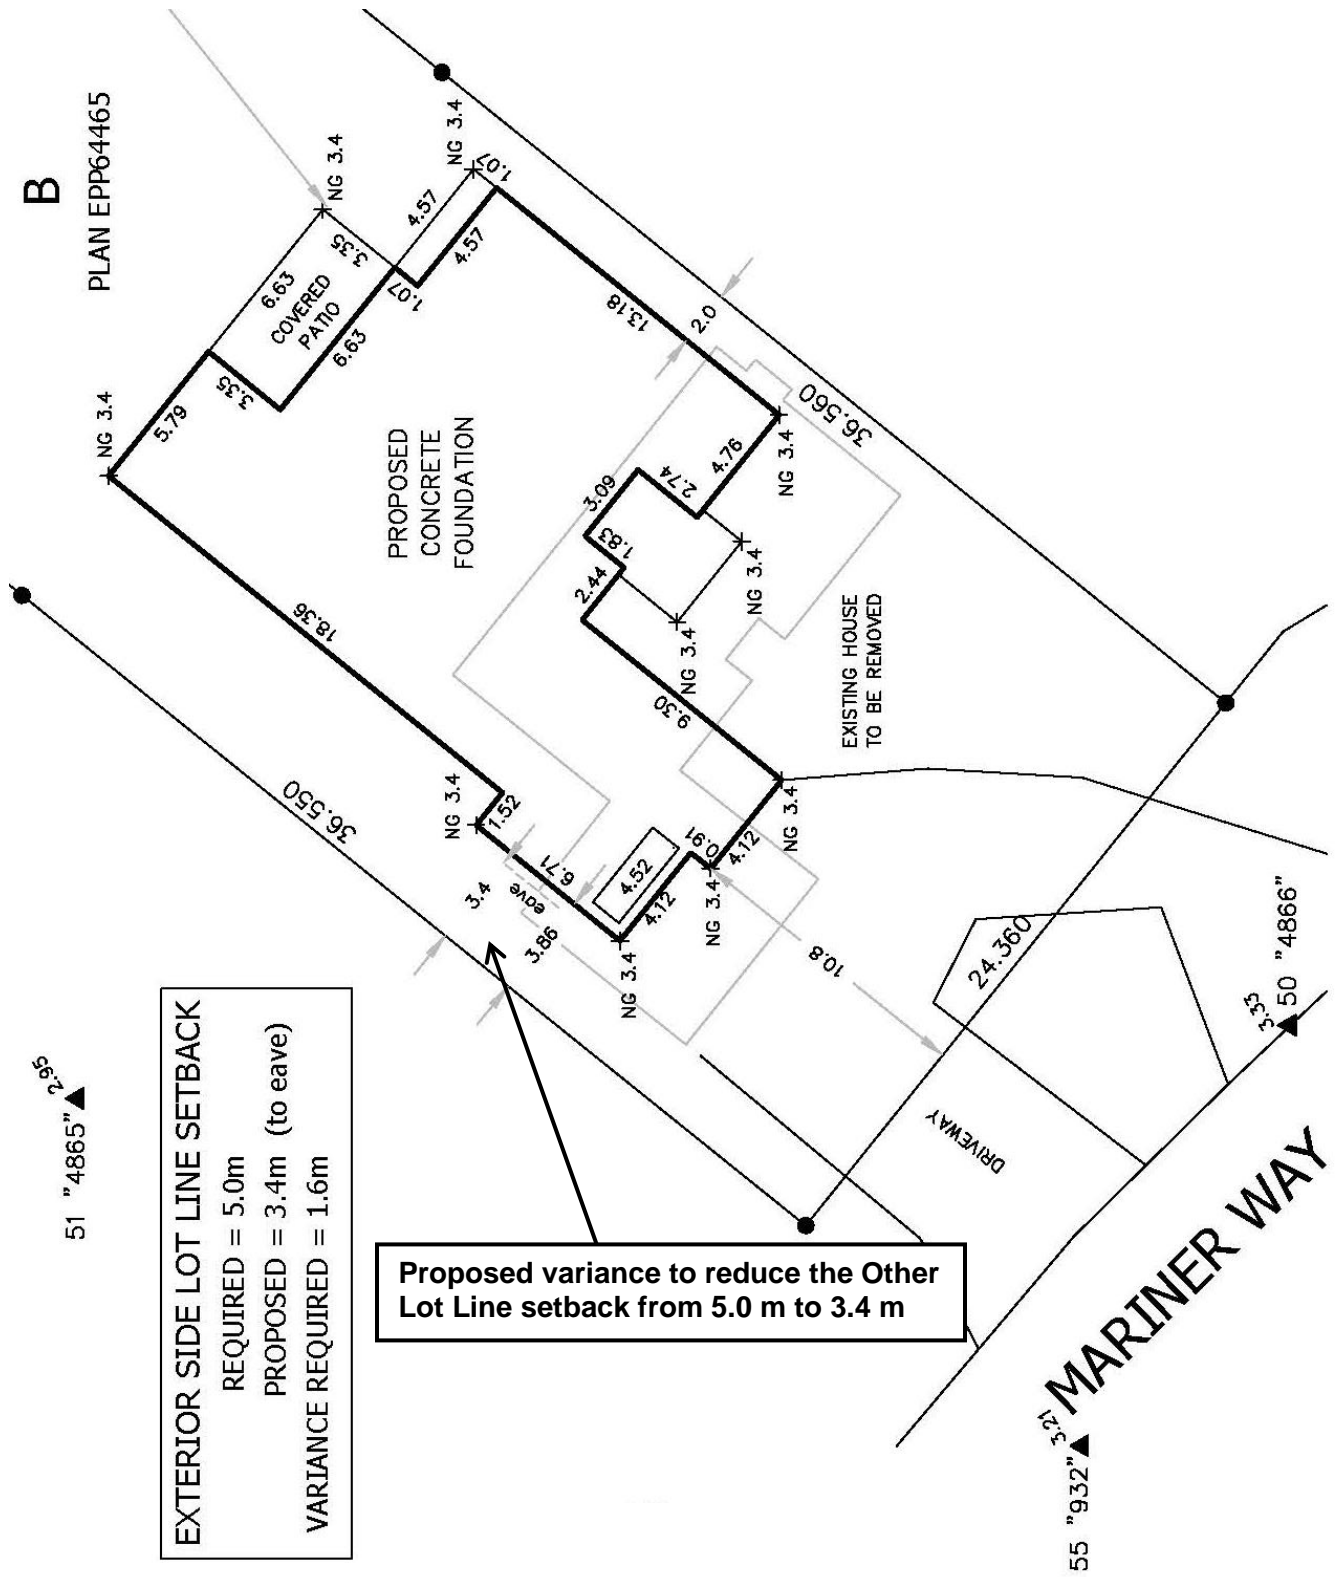 B
PLAN EPP64465
NG 3.4
NG 3.4
NG 3.4
1.07
4.57
4.57
3.35
6.63
COVERED
PATIO
1.07
6.63
3.35
5.79
13.18
2.0
36.560
PROPOSED
CONCRETE
FOUNDATION
4.76
NG 3.4
2.74
3.09
1.83
2.44
NG 3.4
NG 3.4
18.36
9.30
EXISTING HOUSE
TO BE REMOVED
36.550
NG 3.4
1.52
6.71
3.4
eave
3.86
4.52
0.91
4.12
4.12
NG 3.4
NG 3.4
NG 3.4
10.8
24.360
DRIVEWAY
3.33
50 "4866"
51 "4865"
2.95
EXTERIOR SIDE LOT LINE SETBACK
REQUIRED = 5.0m
PROPOSED = 3.4m (to eave)
VARIANCE REQUIRED = 1.6m
Proposed variance to reduce the Other
Lot Line setback from 5.0 m to 3.4 m
MARINER WAY
3.21
55 "932"